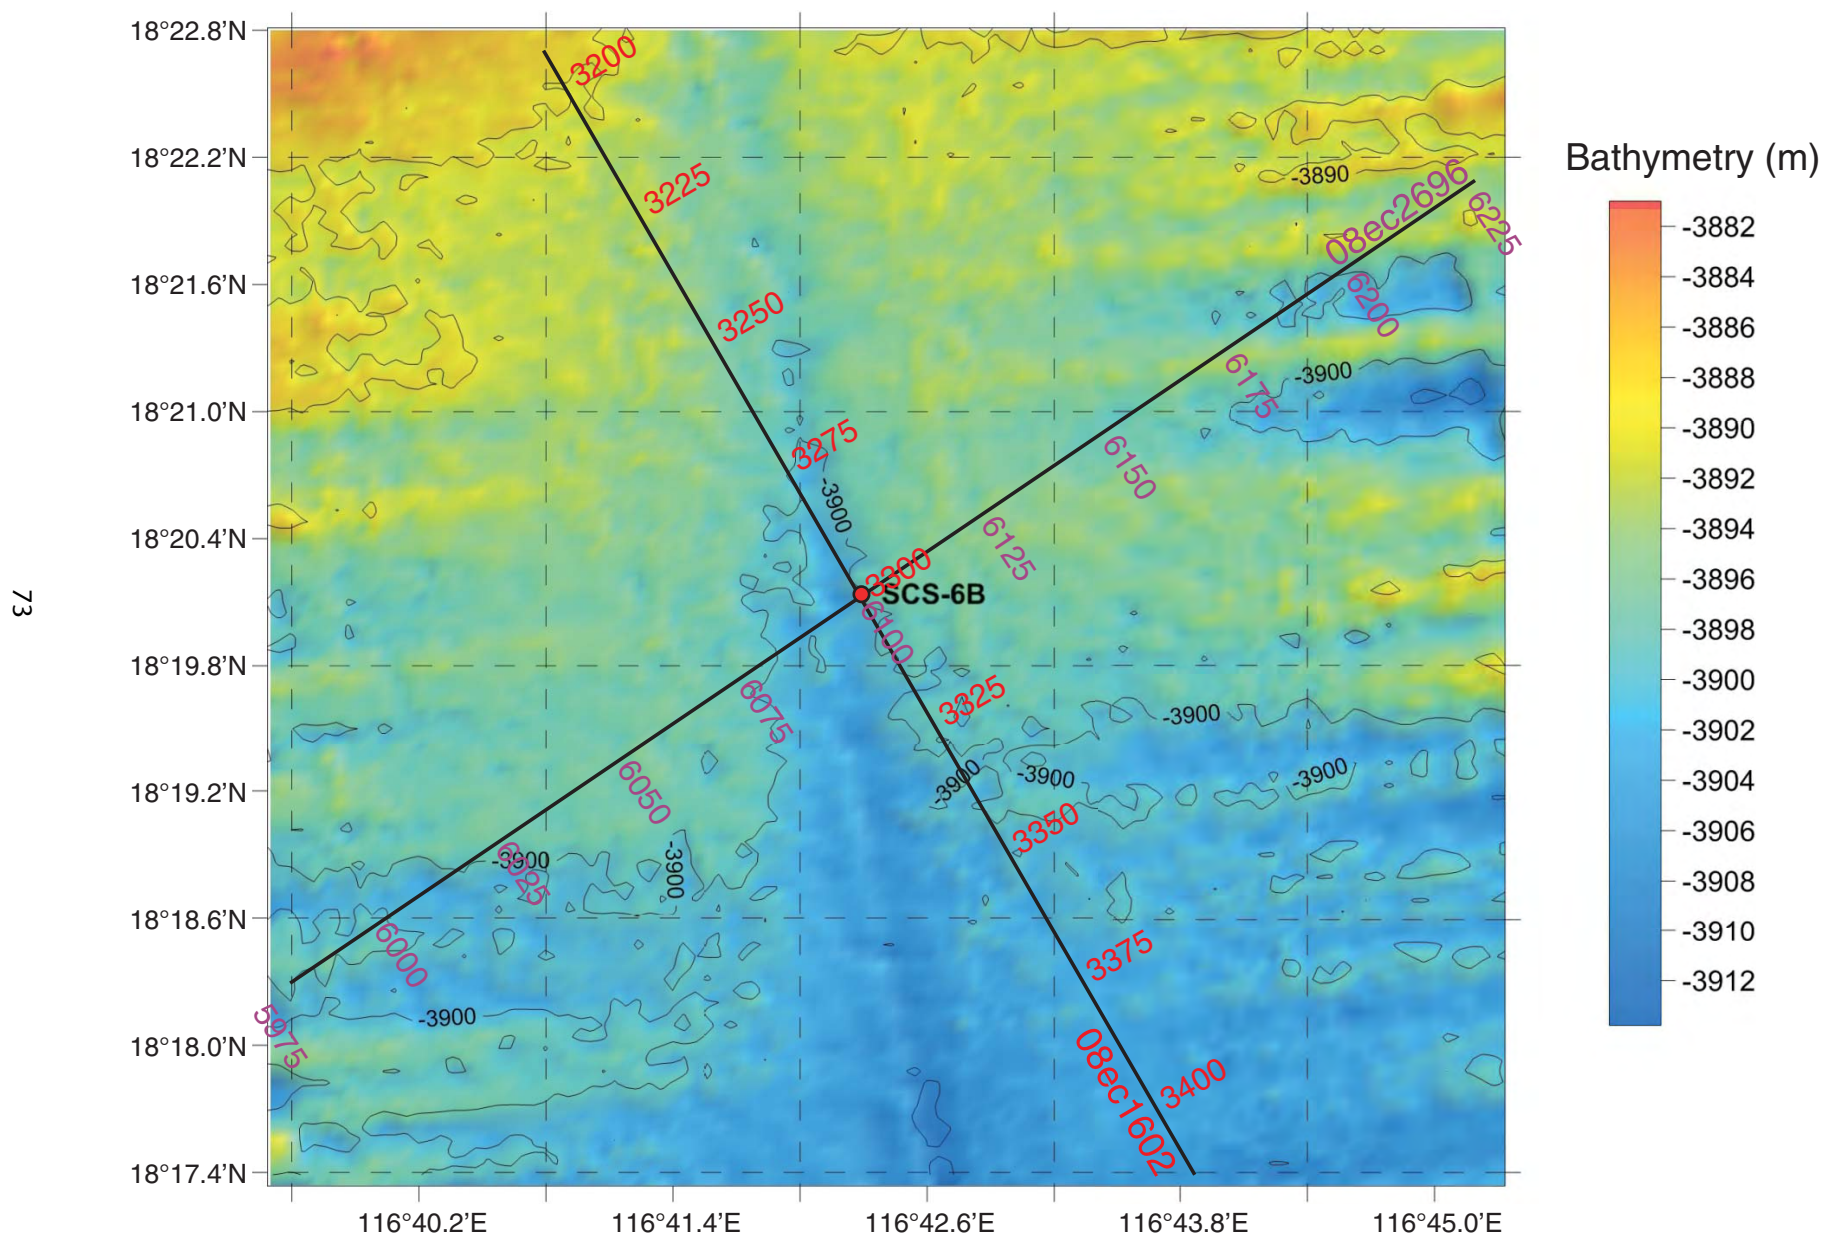 18°22.8’N
3200
18°22.2’N
-3890
08ec2696
6225
3225
Bathymetry (m)
-3882
-3884
-3886
-3888
-3890
-3892
-3894
-3896
-3898
-3900
-3902
-3904
-3906
-3908
-3910
-3912
18°21.6’N
3250
6200
-3900
6175
18°21.0’N
3275
6150
-3900
18°20.4’N
6125
3300
SCS-6B
6100
73
18°19.8’N
3325
6075
-3900
-3900
-3900
-3900
18°19.2’N
6050
3350
-3900
6025
-3900
18°18.6’N
6000
3375
-3900
5975
18°18.0’N
08ec1602
3400
18°17.4’N
116°40.2’E
116°41.4’E
116°42.6’E
116°43.8’E
116°45.0’E